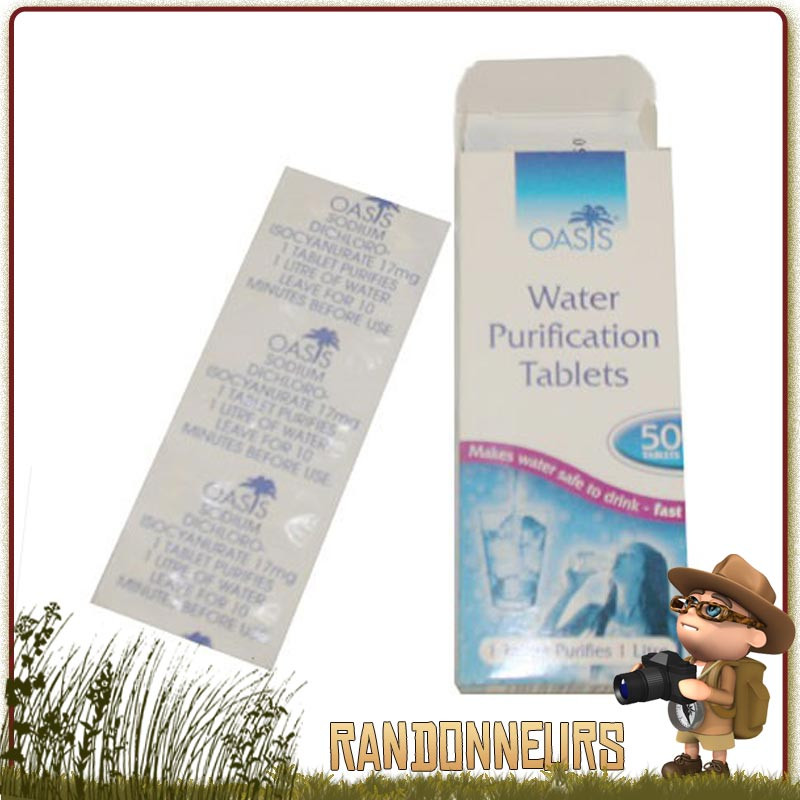 OASIS
SODIUM
DICHLORO-
ISOCYANURATE 17mg
1 TABLET PURIFIES
1 LITRE OF WATER.
LEAVE FOR 10
MINUTES BEFORE USE.
OASIS
SODIUM
DICHLORO-
ISOCYANURATE 17mg
1 TABLET PURIFIES
1 LITRE OF WATER.
LEAVE FOR 10
MINUTES BEFORE USE.
OASIS
SODIUM
DICHLORO-
ISOCYANURATE 17mg
1 TABLET PURIFIES
1 LITRE OF WATER.
LEAVE FOR 10
MINUTES BEFORE USE.
OASIS®
Water
Purification
Tablets
50
TABLETS
Makes water safe to drink - fast
1 Tablet Purifies 1 Litre
RANDONNEURS